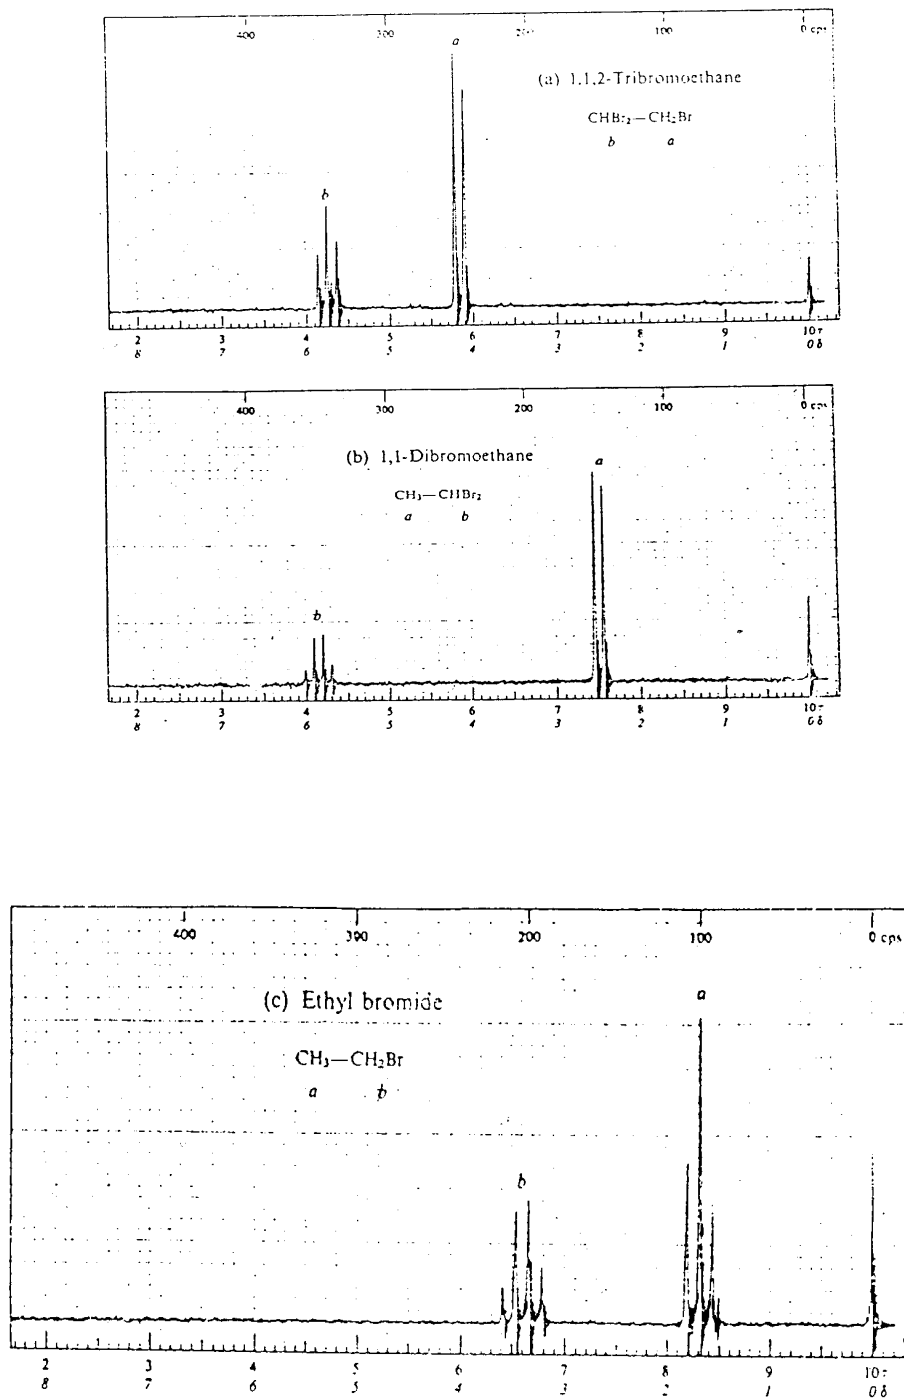 400 300 200 100 0 cps
a
(a) 1,1,2-Tribromoethane
CHBr₂—CH₂Br
b a
b
2 3 4 5 6 7 8 9 10 τ
8 7 6 5 4 3 2 1 0 δ
400 300 200 100 0 cps
(b) 1,1-Dibromoethane
a
CH₃—CHBr₂
a b
b
2 3 4 5 6 7 8 9 10 τ
8 7 6 5 4 3 2 1 0 δ
400 300 200 100 0 cps
(c) Ethyl bromide
a
CH₃—CH₂Br
a b
b
2 3 4 5 6 7 8 9 10 τ
8 7 6 5 4 3 2 1 0 δ